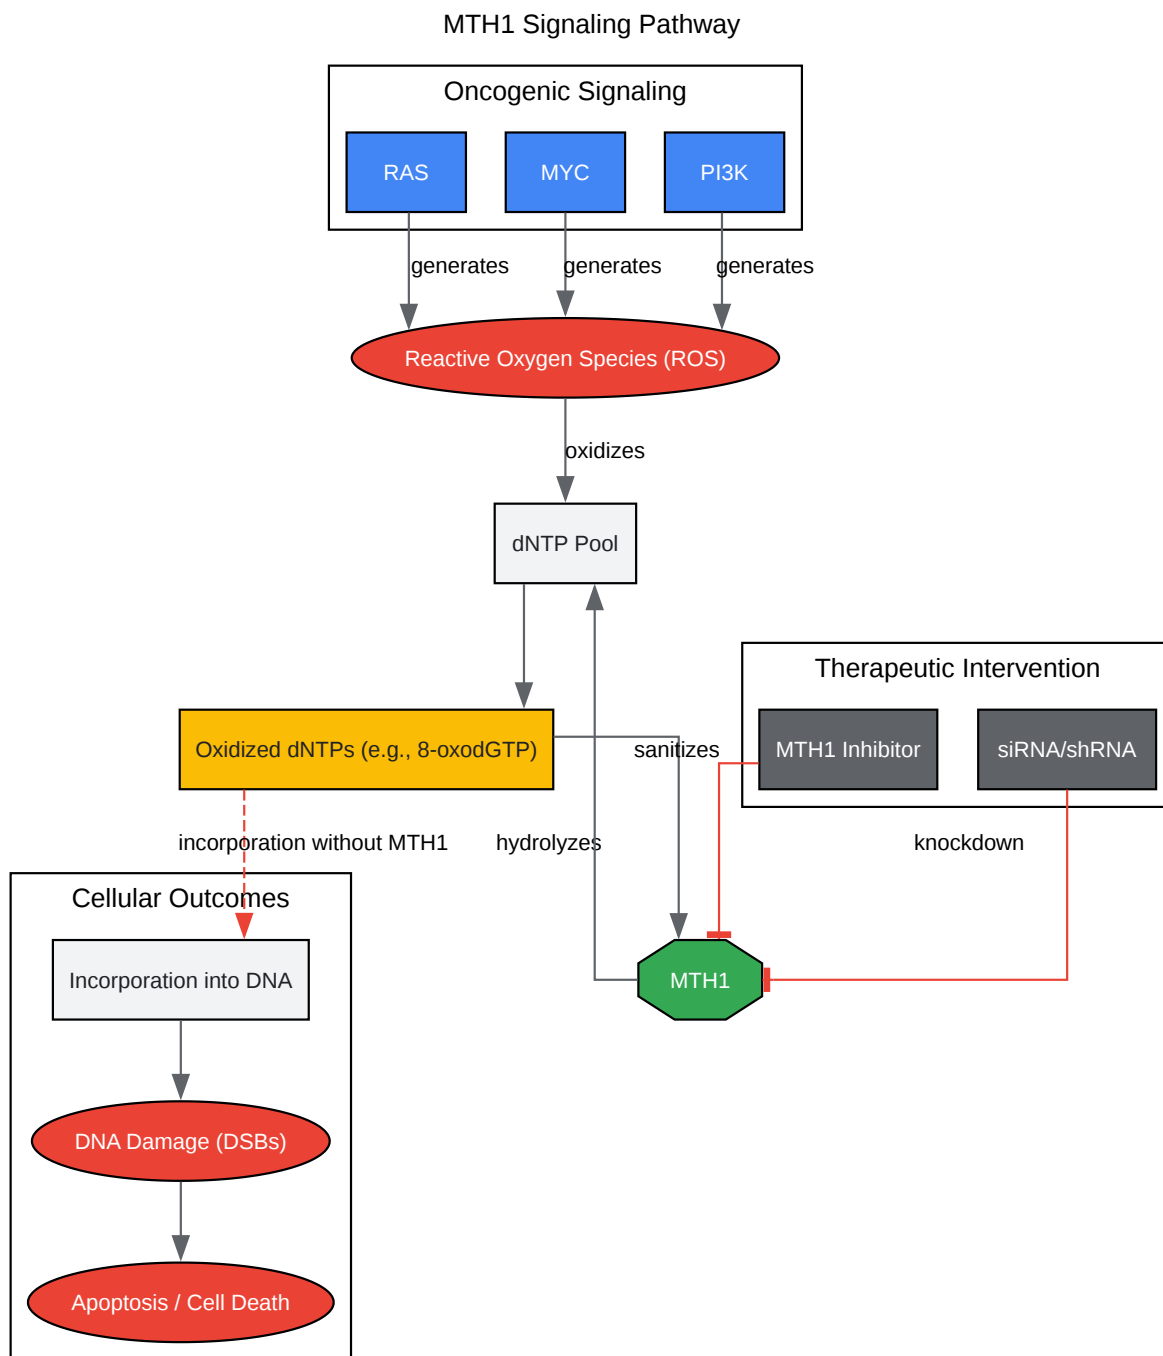 MTH1 Signaling Pathway
Oncogenic Signaling
RAS
MYC
PI3K
generates
generates
generates
Reactive Oxygen Species (ROS)
oxidizes
dNTP Pool
Therapeutic Intervention
Oxidized dNTPs (e.g., 8-oxodGTP)
sanitizes
MTH1 Inhibitor
siRNA/shRNA
incorporation without MTH1
hydrolyzes
knockdown
Cellular Outcomes
Incorporation into DNA
MTH1
DNA Damage (DSBs)
Apoptosis / Cell Death